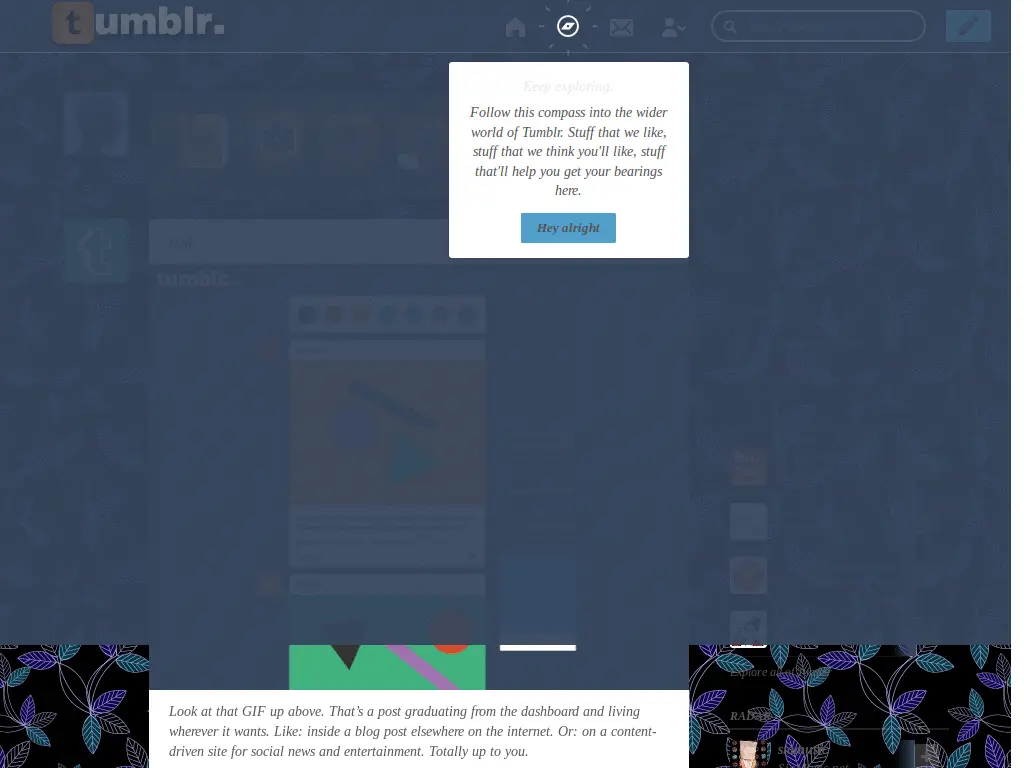 tumblr.
Keep exploring.
Follow this compass into the wider
world of Tumblr. Stuff that we like,
stuff that we think you'll like, stuff
that'll help you get your bearings
here.
Hey alright
staff
tumblr.
Look at that GIF up above. That's a post graduating from the dashboard and living
wherever it wants. Like: inside a blog post elsewhere on the internet. Or: on a content-
driven site for social news and entertainment. Totally up to you.
Explore all of Tumblr
RADAR